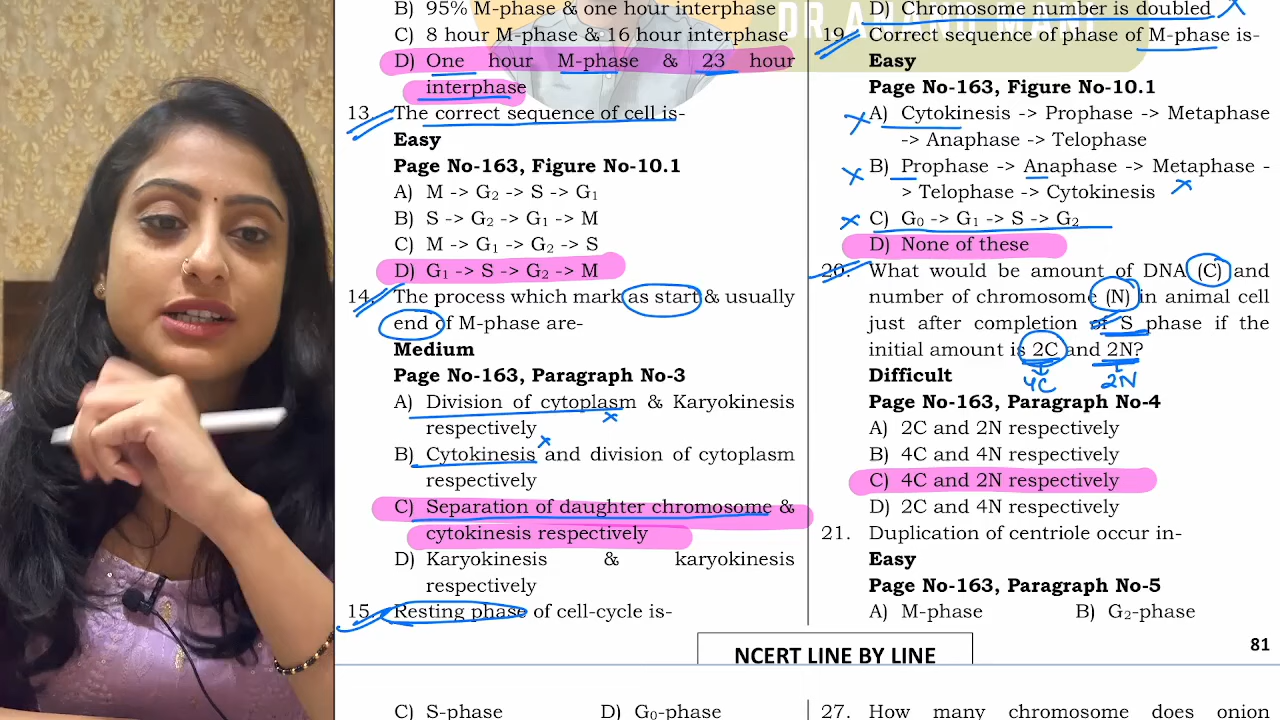 B) 95% M-phase & one hour interphase
C) 8 hour M-phase & 16 hour interphase
D) One hour M-phase & 23 hour
interphase
13. The correct sequence of cell is-
Easy
Page No-163, Figure No-10.1
A) M -> G₂ -> S -> G₁
B) S -> G₂ -> G₁ -> M
C) M -> G₁ -> G₂ -> S
D) G₁ -> S -> G₂ -> M
14. The process which mark as start & usually
end of M-phase are-
Medium
Page No-163, Paragraph No-3
A) Division of cytoplasm & Karyokinesis
respectively
B) Cytokinesis and division of cytoplasm
respectively
C) Separation of daughter chromosome &
cytokinesis respectively
D) Karyokinesis & karyokinesis
respectively
15. Resting phase of cell-cycle is-
C) S-phase D) G₀-phase
DR ANAND MANI
D) Chromosome number is doubled
19. Correct sequence of phase of M-phase is-
Easy
Page No-163, Figure No-10.1
A) Cytokinesis -> Prophase -> Metaphase
-> Anaphase -> Telophase
B) Prophase -> Anaphase -> Metaphase -
> Telophase -> Cytokinesis
C) G₀ -> G₁ -> S -> G₂
D) None of these
20. What would be amount of DNA (C) and
number of chromosome (N) in animal cell
just after completion of S phase if the
initial amount is 2C and 2N?
4C 2N
Difficult
Page No-163, Paragraph No-4
A) 2C and 2N respectively
B) 4C and 4N respectively
C) 4C and 2N respectively
D) 2C and 4N respectively
21. Duplication of centriole occur in-
Easy
Page No-163, Paragraph No-5
A) M-phase B) G₂-phase
NCERT LINE BY LINE
81
27. How many chromosome does onion